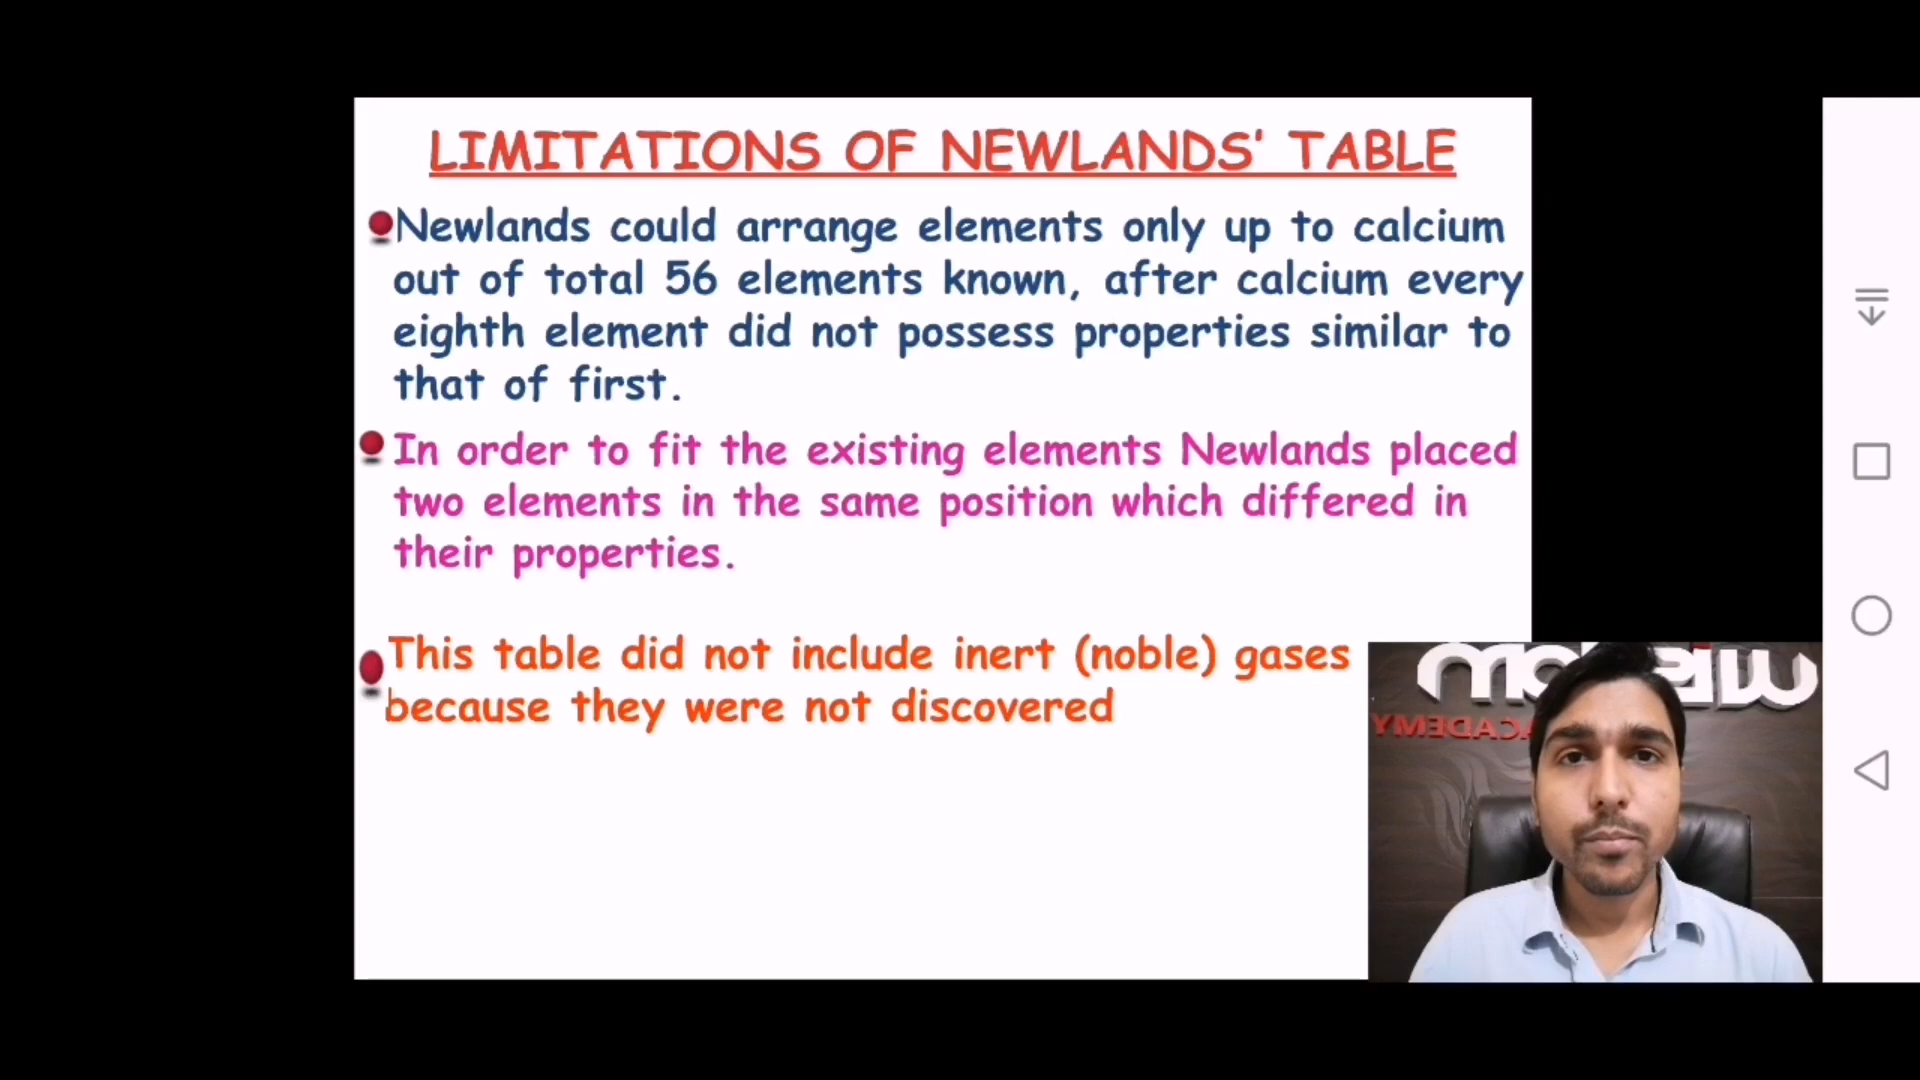 LIMITATIONS OF NEWLANDS’ TABLE
Newlands could arrange elements only up to calcium
out of total 56 elements known, after calcium every
eighth element did not possess properties similar to
that of first.
In order to fit the existing elements Newlands placed
two elements in the same position which differed in
their properties.
This table did not include inert (noble) gases
because they were not discovered
ACADEMY